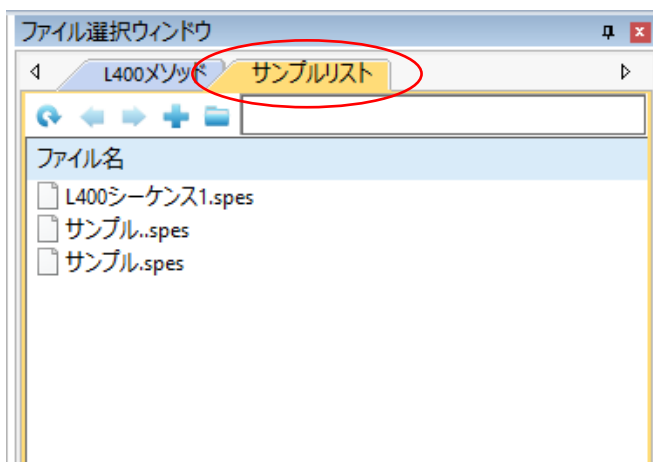 ファイル選択ウィンドウ
L400メソッド サンプルリスト
ファイル名
L400シーケンス1.spes
サンプル..spes
サンプル.spes